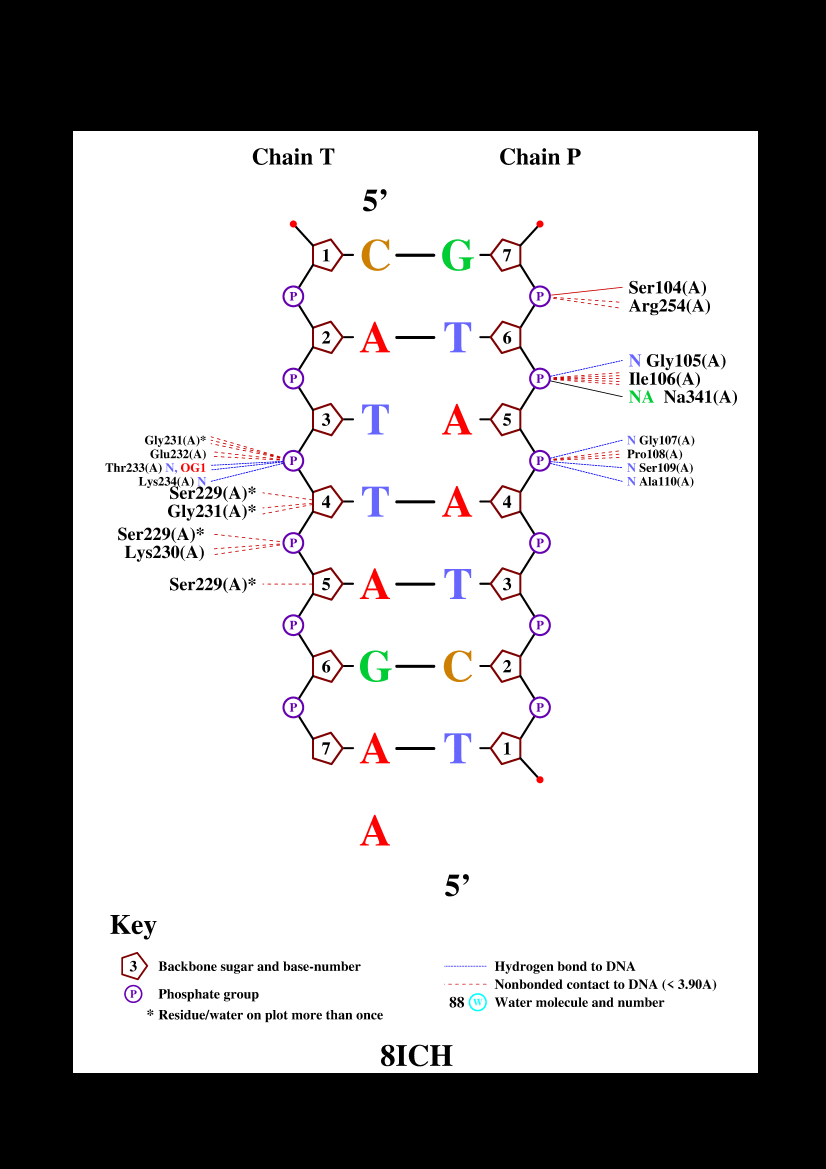 Chain T Chain P
5’
1 C G 7
P P Ser104(A)
Arg254(A)
2 A T 6
N Gly105(A)
P P Ile106(A)
NA Na341(A)
3 T A 5
Gly231(A)* N Gly107(A)
Glu232(A) Pro108(A)
P P
Thr233(A) N, OG1 N Ser109(A)
Lys234(A) N N Ala110(A)
Ser229(A)*
4 T A 4
Gly231(A)*
Ser229(A)*
P P
Lys230(A)
Ser229(A)* 5 A T 3
P P
6 G C 2
P P
7 A T 1
A
5’
Key
3 Backbone sugar and base-number
P Phosphate group
* Residue/water on plot more than once
Hydrogen bond to DNA
Nonbonded contact to DNA (< 3.90A)
88 W Water molecule and number
8ICH